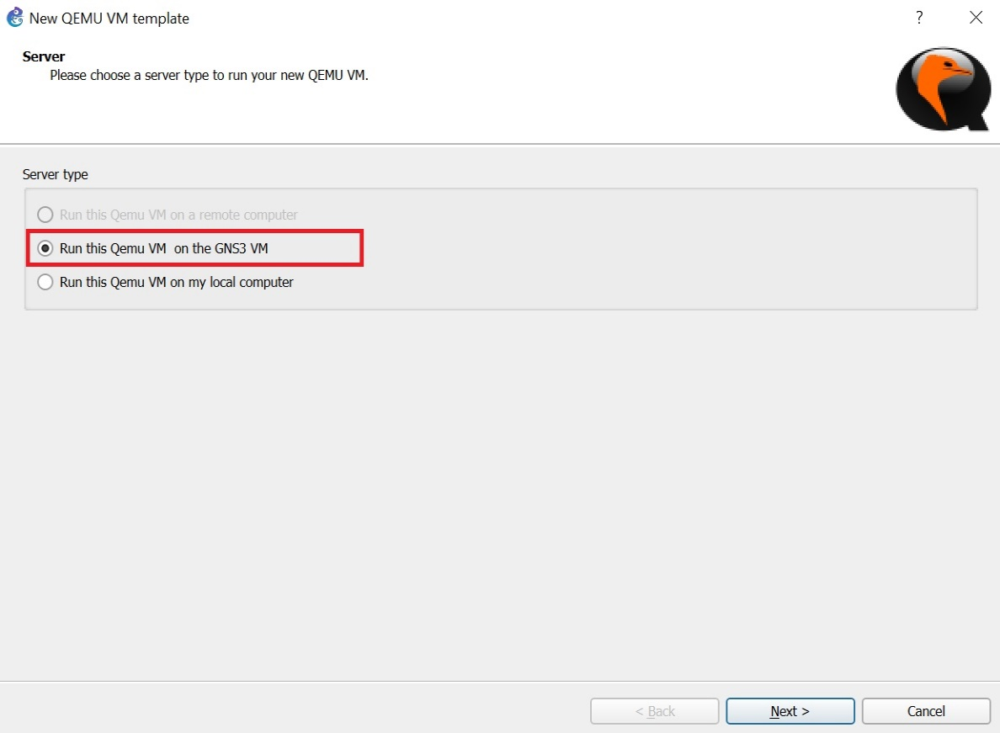 New QEMU VM template
?
Server
Please choose a server type to run your new QEMU VM.
Server type
Run this Qemu VM on a remote computer
Run this Qemu VM  on the GNS3 VM
Run this Qemu VM on my local computer
< Back
Next >
Cancel